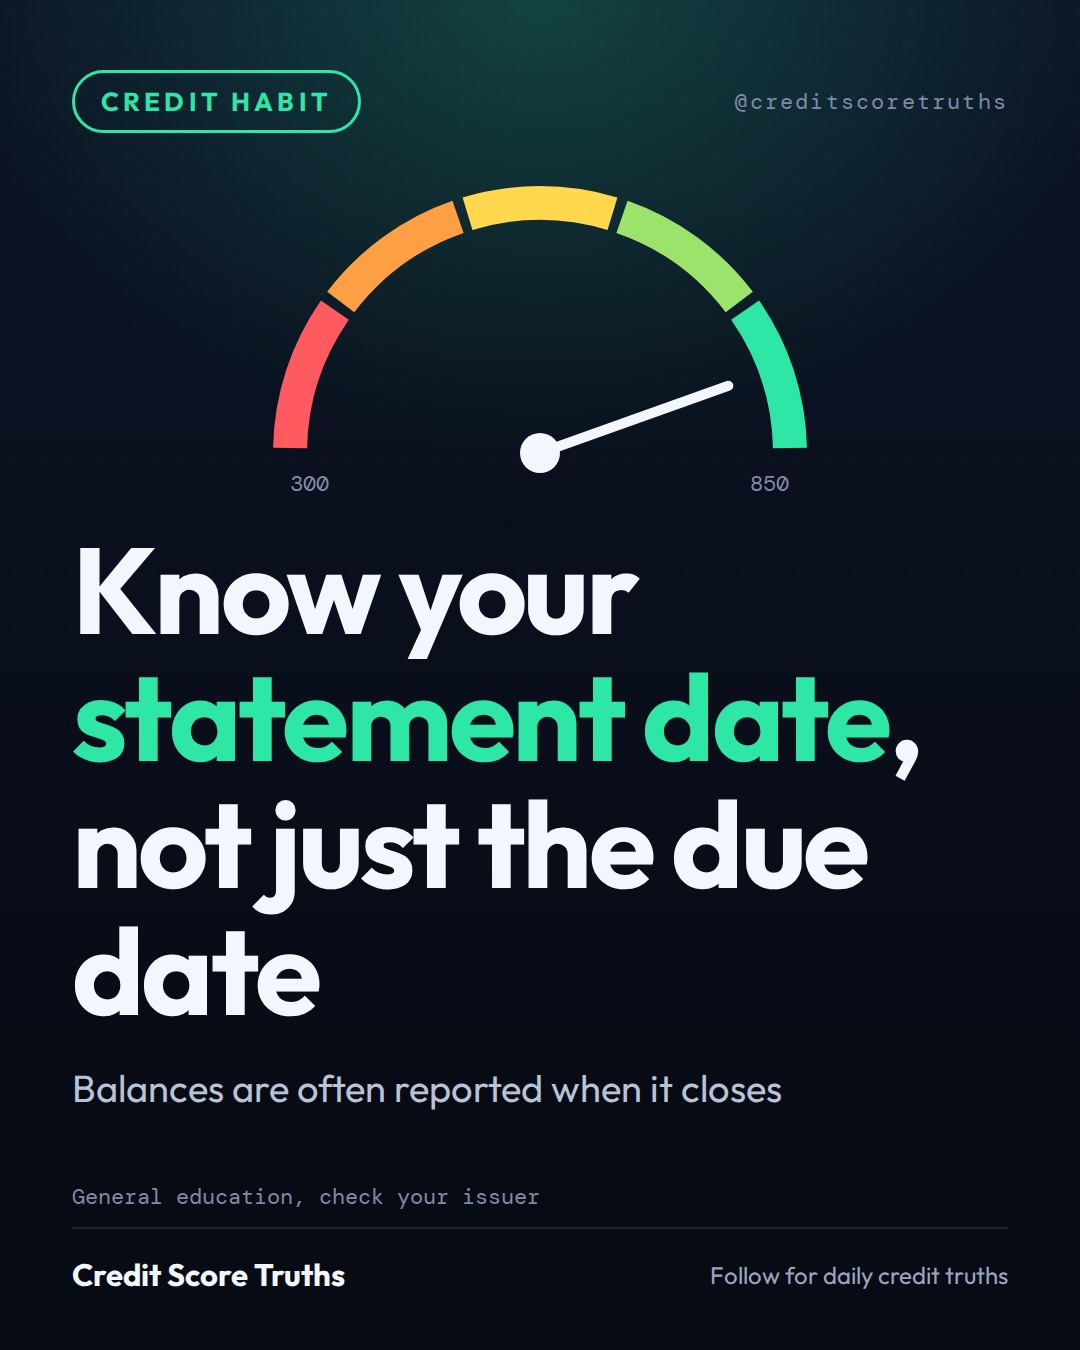 CREDIT HABIT
@creditscoretruths
300
850
Know your
statement date,
not just the due
date
Balances are often reported when it closes
General education, check your issuer
Credit Score Truths
Follow for daily credit truths